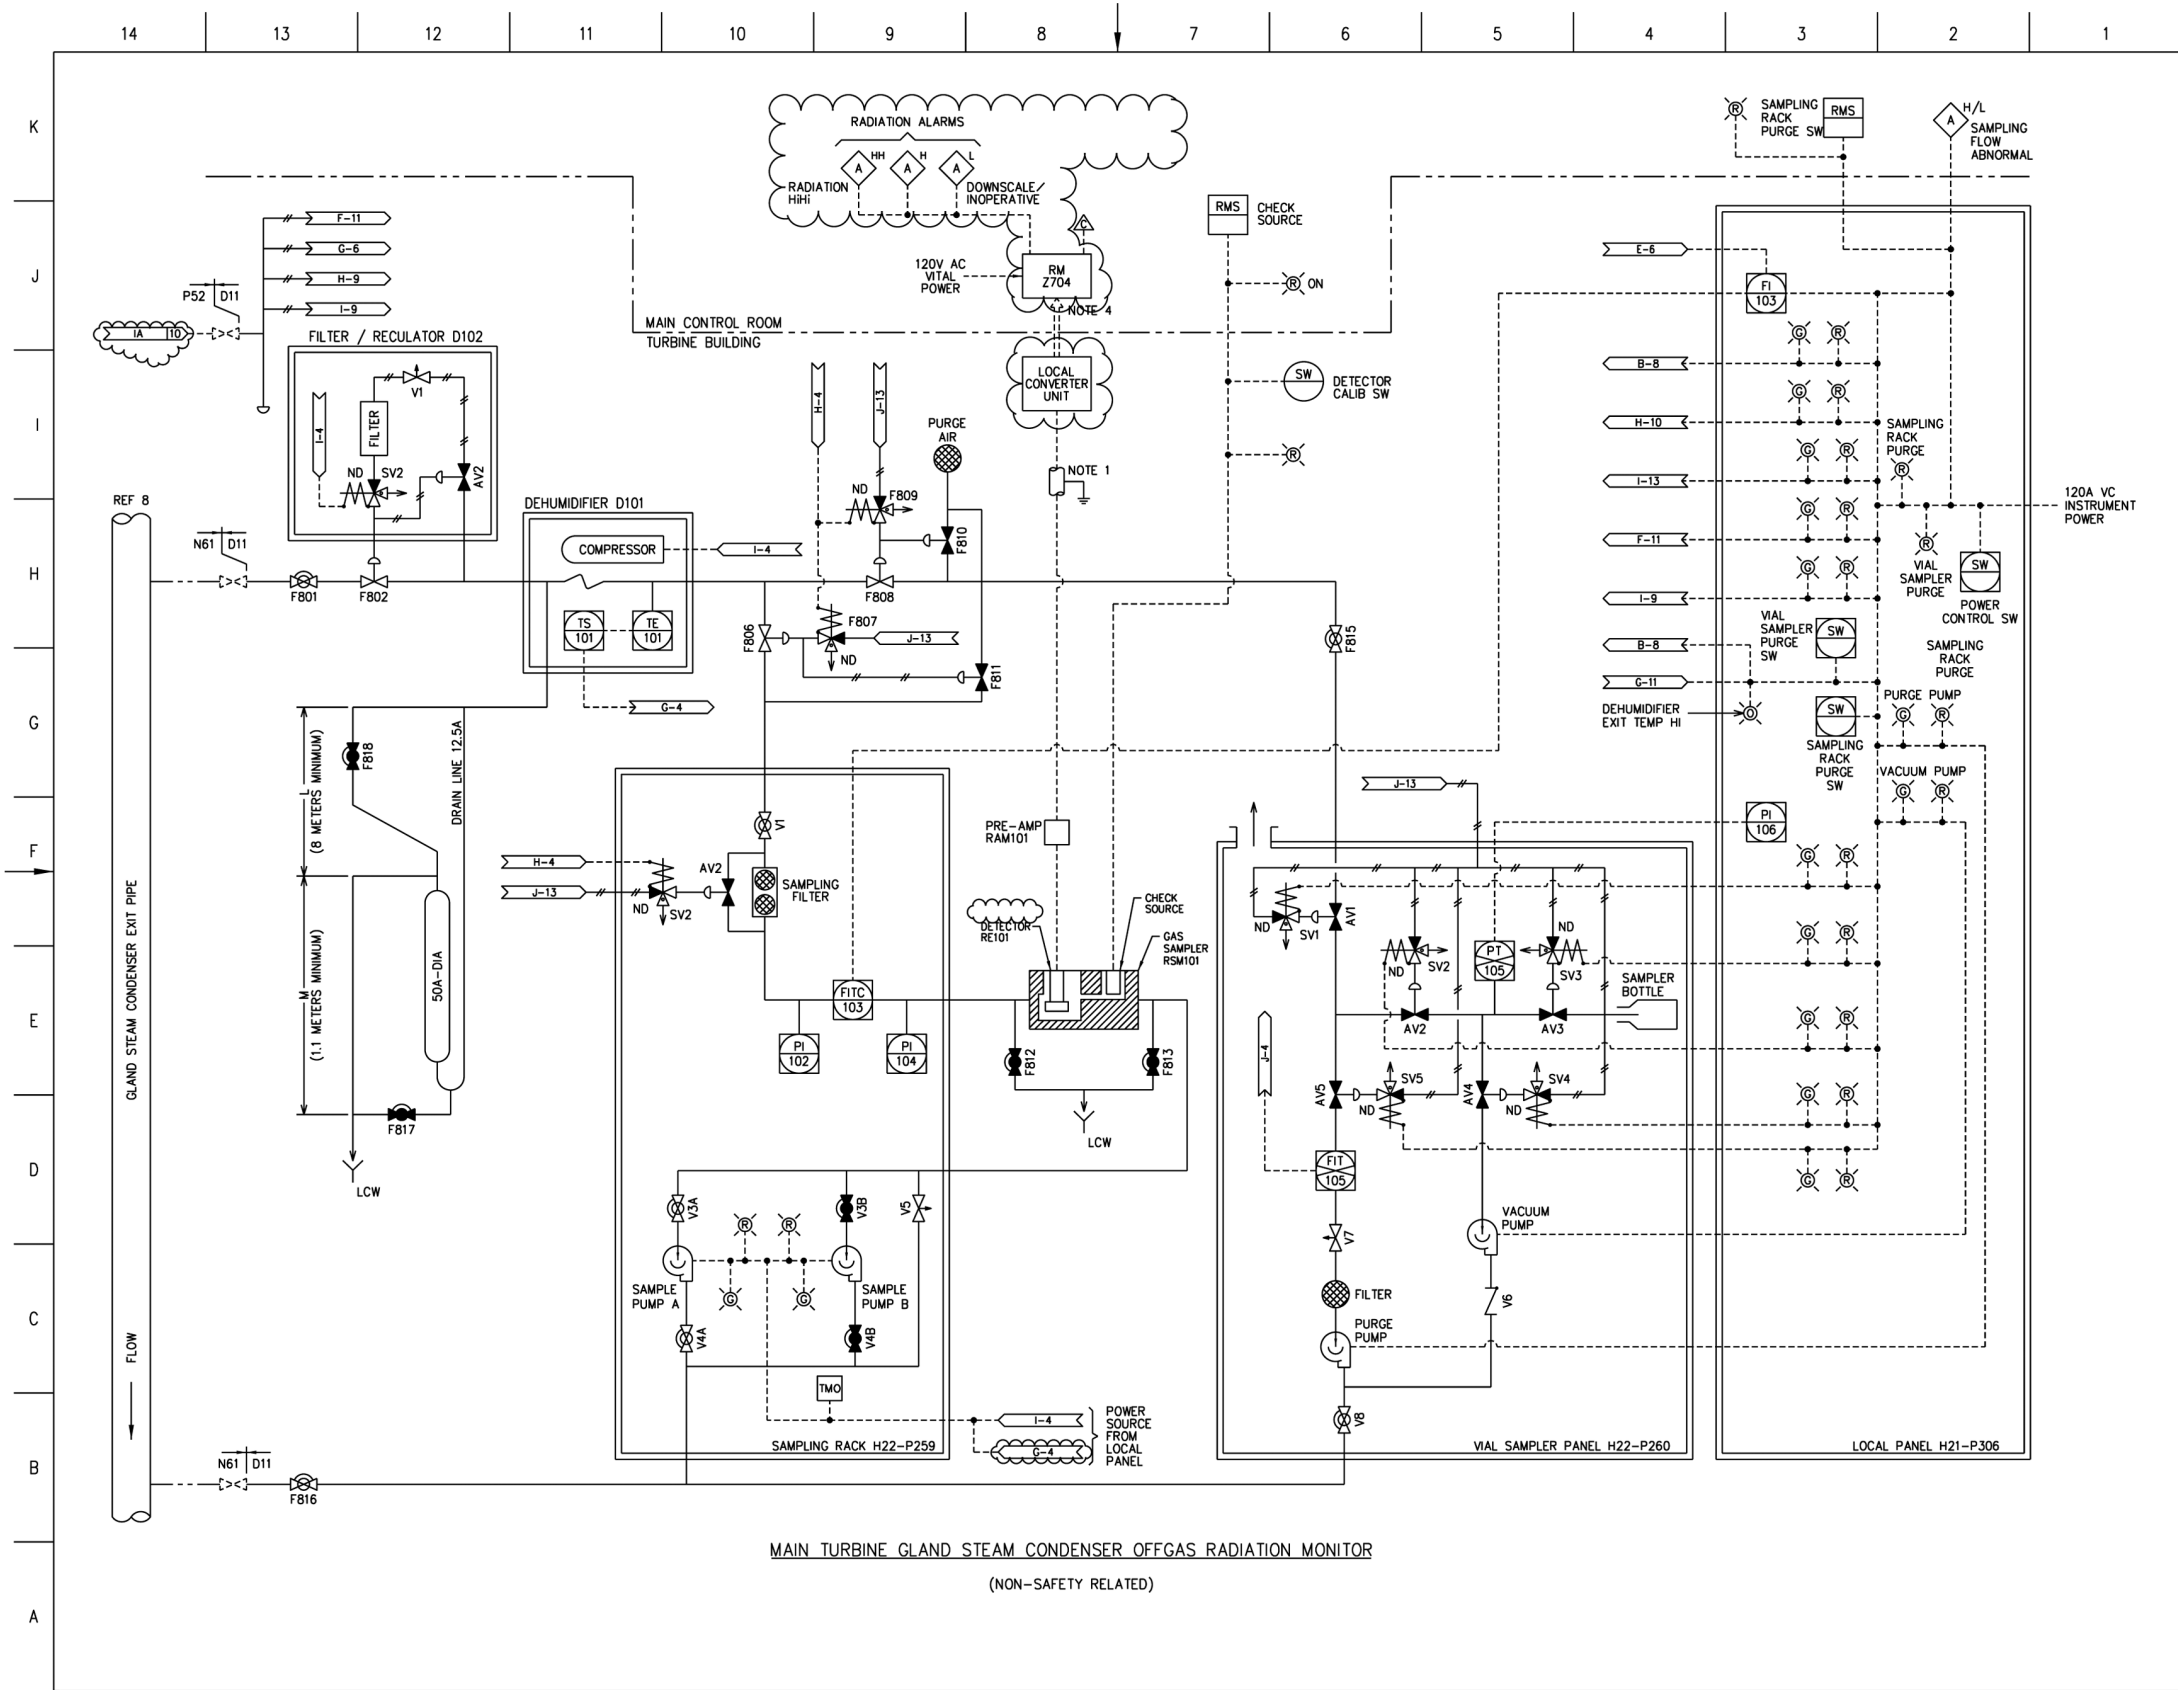 14 13 12 11 10 9 8 7 6 5 4 3 2 1
K
J
I
H
G
F
E
D
C
B
A
RADIATION ALARMS
HH
H
L
A
A
A
RADIATION
HiHi
DOWNSCALE/
INOPERATIVE
C
120V AC
VITAL
POWER
RM
Z704
NOTE 4
MAIN CONTROL ROOM
TURBINE BUILDING
LOCAL
CONVERTER
UNIT
NOTE 1
RMS
CHECK
SOURCE
R ON
SW
DETECTOR
CALIB SW
R
R
SAMPLING
RACK
PURGE SW
RMS
A
H/L
SAMPLING
FLOW
ABNORMAL
F-11
G-6
H-9
I-9
P52 D11
IA 10
FILTER / RECULATOR D102
V1
FILTER
I-4
ND
SV2
AV2
REF 8
GLAND STEAM CONDENSER EXIT PIPE
FLOW
N61 D11
F801
F802
DEHUMIDIFIER D101
COMPRESSOR
I-4
TS
101
TE
101
G-4
H-4
J-13
PURGE
AIR
ND
F809
F810
F808
F806
F807
J-13
ND
F811
F815
L
(8 METERS MINIMUM)
F818
DRAIN LINE 12.5A
M
(1.1 METERS MINIMUM)
50A-DIA
F817
LCW
V1
H-4
J-13
AV2
SAMPLING
FILTER
ND
SV2
FITC
103
PI
102
PI
104
PRE-AMP
RAM101
DETECTOR
RE101
CHECK
SOURCE
GAS
SAMPLER
RSM101
F812
F813
LCW
V3A
V3B
V5
R
R
G
G
SAMPLE
PUMP A
SAMPLE
PUMP B
V4A
V4B
TMO
SAMPLING RACK H22-P259
I-4
G-4
POWER
SOURCE
FROM
LOCAL
PANEL
N61 D11
F816
J-13
ND
SV1
AV1
ND
SV2
PT
105
ND
SV3
SAMPLER
BOTTLE
AV2
AV3
J-4
AV5
SV5
ND
AV4
SV4
ND
FIT
105
V7
VACUUM
PUMP
FILTER
V6
PURGE
PUMP
V8
VIAL SAMPLER PANEL H22-P260
E-6
FI
103
G R
B-8
G R
H-10
SAMPLING
RACK
PURGE
G R
R
I-13
120A VC
INSTRUMENT
POWER
G R
F-11
R
VIAL
SAMPLER
PURGE
SW
POWER
CONTROL SW
G R
I-9
VIAL
SAMPLER
PURGE
SW
SW
B-8
SAMPLING
RACK
PURGE
G-11
DEHUMIDIFIER
EXIT TEMP HI
O
SW
SAMPLING
RACK
PURGE
SW
PURGE PUMP
G R
VACUUM PUMP
G R
PI
106
G R
G R
G R
G R
G R
LOCAL PANEL H21-P306
MAIN TURBINE GLAND STEAM CONDENSER OFFGAS RADIATION MONITOR
(NON-SAFETY RELATED)